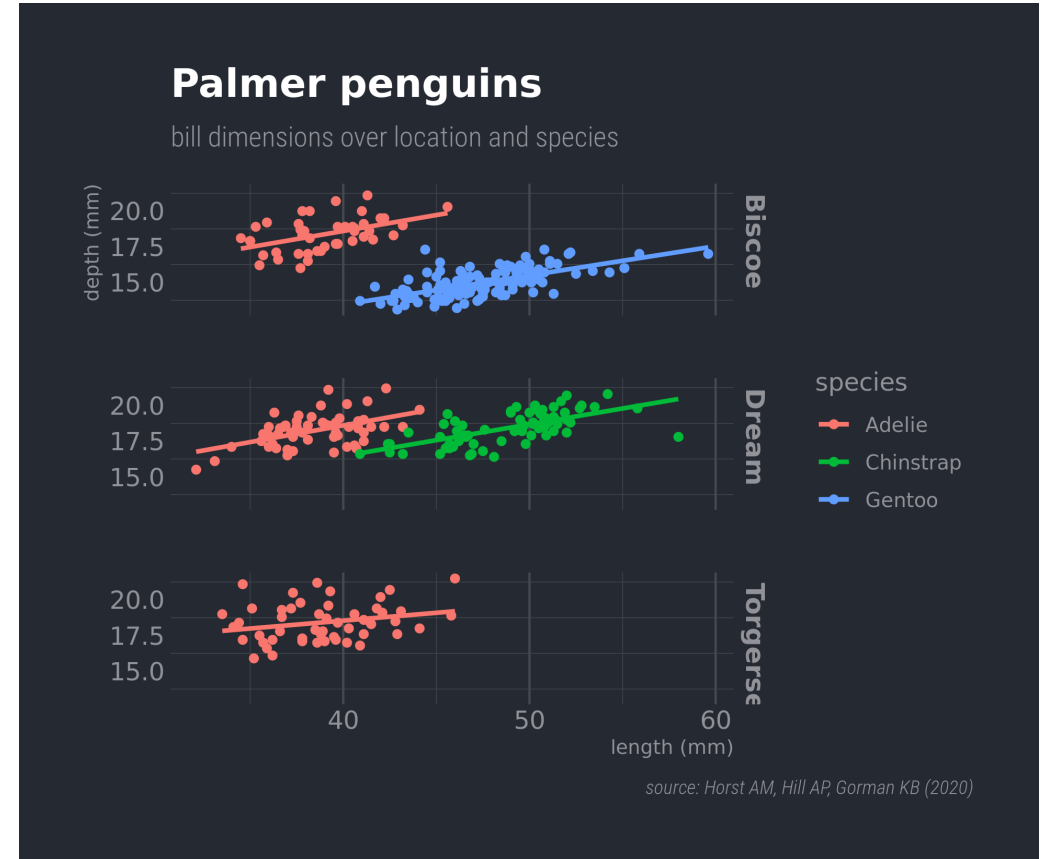 Palmer penguins
bill dimensions over location and species
depth (mm)
20.0
17.5
15.0
Biscoe
20.0
17.5
15.0
Dream
species
Adelie
Chinstrap
Gentoo
20.0
17.5
15.0
Torgerse
40 50 60
length (mm)
source: Horst AM, Hill AP, Gorman KB (2020)